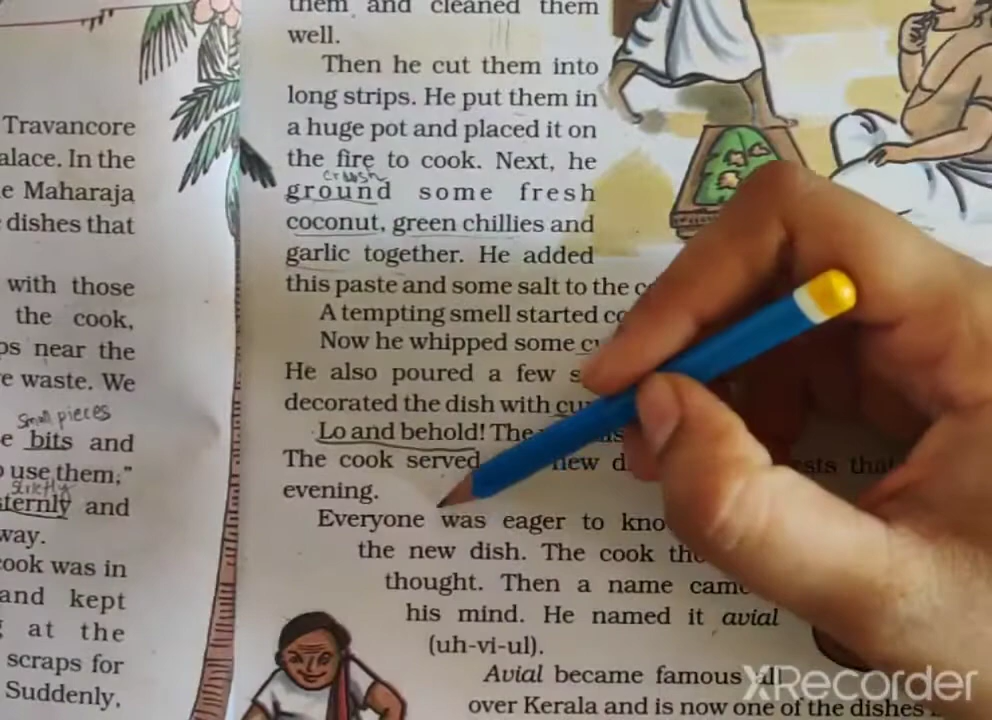 Travancore
alace. In the
e Maharaja
dishes that
with those
the cook,
ps near the
e waste. We
Small pieces
e bits and
use them;"
strictly
sternly and
way.
ook was in
and kept
at the
scraps for
Suddenly,
them and cleaned them
well.
Then he cut them into
long strips. He put them in
a huge pot and placed it on
the fire to cook. Next, he
crush
ground some fresh
coconut, green chillies and
garlic together. He added
this paste and some salt to the
A tempting smell started
Now he whipped some
He also poured a few
decorated the dish with
Lo and behold! The
The cook served new
evening.
Everyone was eager to
the new dish. The cook
thought. Then a name came
his mind. He named it avial
(uh-vi-ul).
Avial became famous all
over Kerala and is now one of the dishes
XRecorder